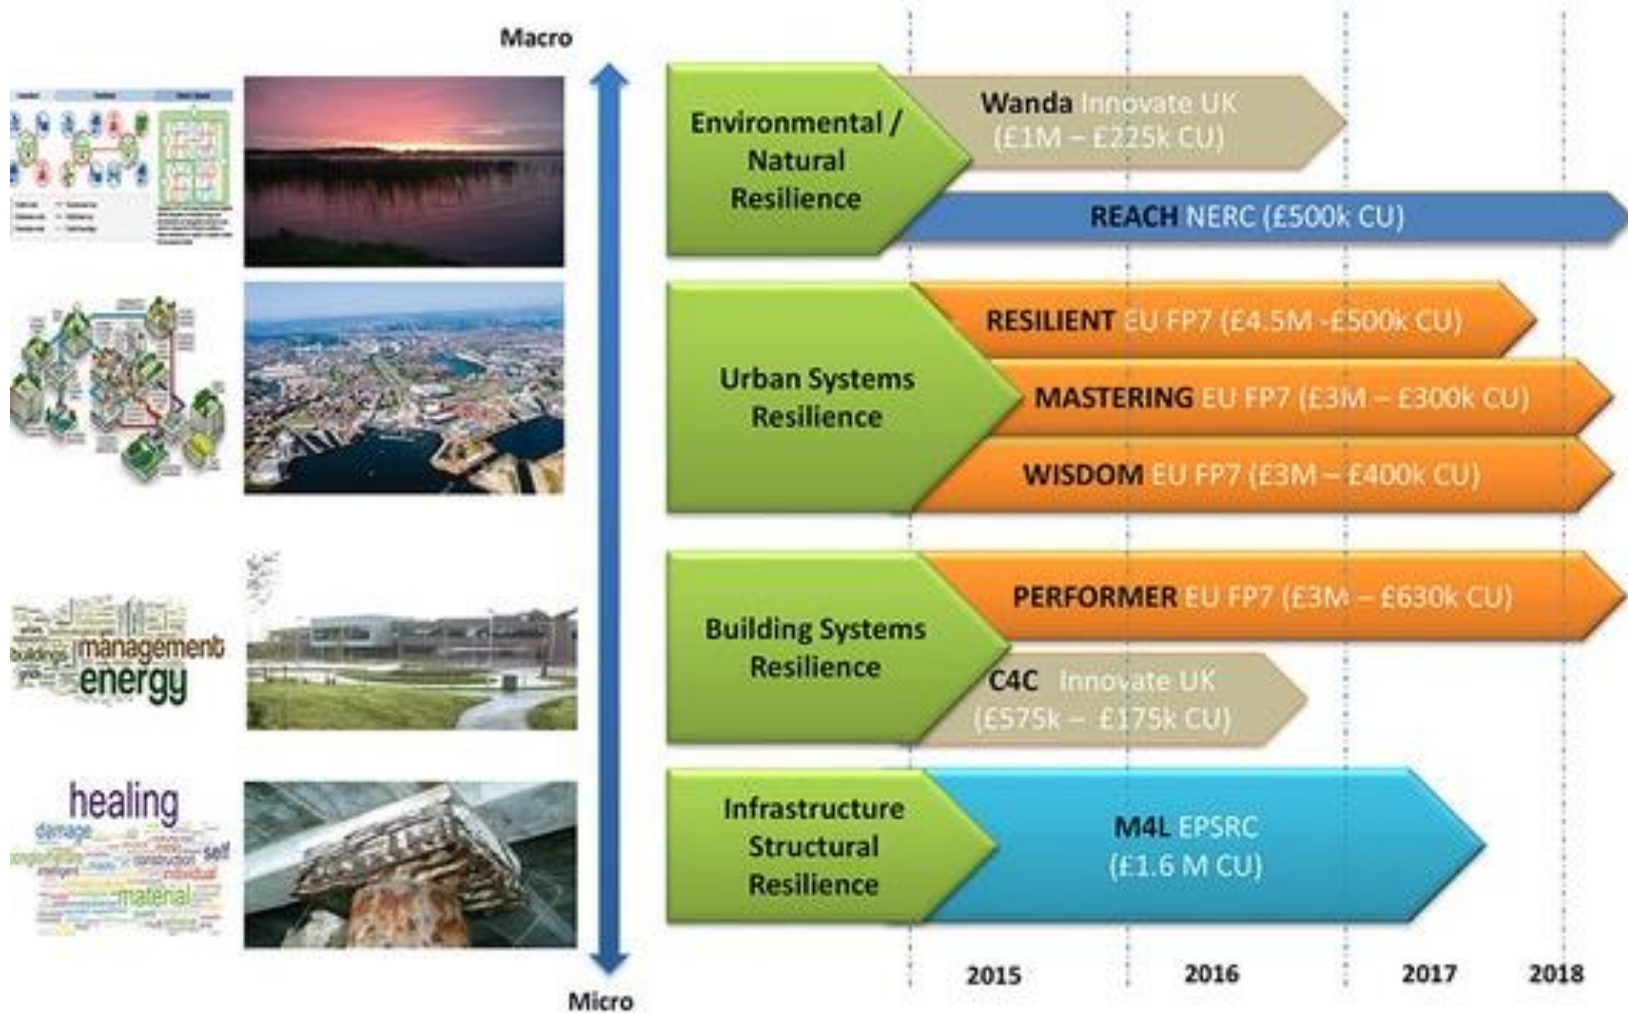 Macro
Environmental /
Natural
Resilience
Wanda Innovate UK
(£1M – £225k CU)
REACH NERC (£500k CU)
Urban Systems
Resilience
RESILIENT EU FP7 (£4.5M -£500k CU)
MASTERING EU FP7 (£3M – £300k CU)
WISDOM EU FP7 (£3M – £400k CU)
buildings
management
energy
Building Systems
Resilience
PERFORMER EU FP7 (£3M – £630k CU)
C4C Innovate UK
(£575k – £175k CU)
healing
damage
construction
self
individual
material
Infrastructure
Structural
Resilience
M4L EPSRC
(£1.6 M CU)
2015
2016
2017
2018
Micro